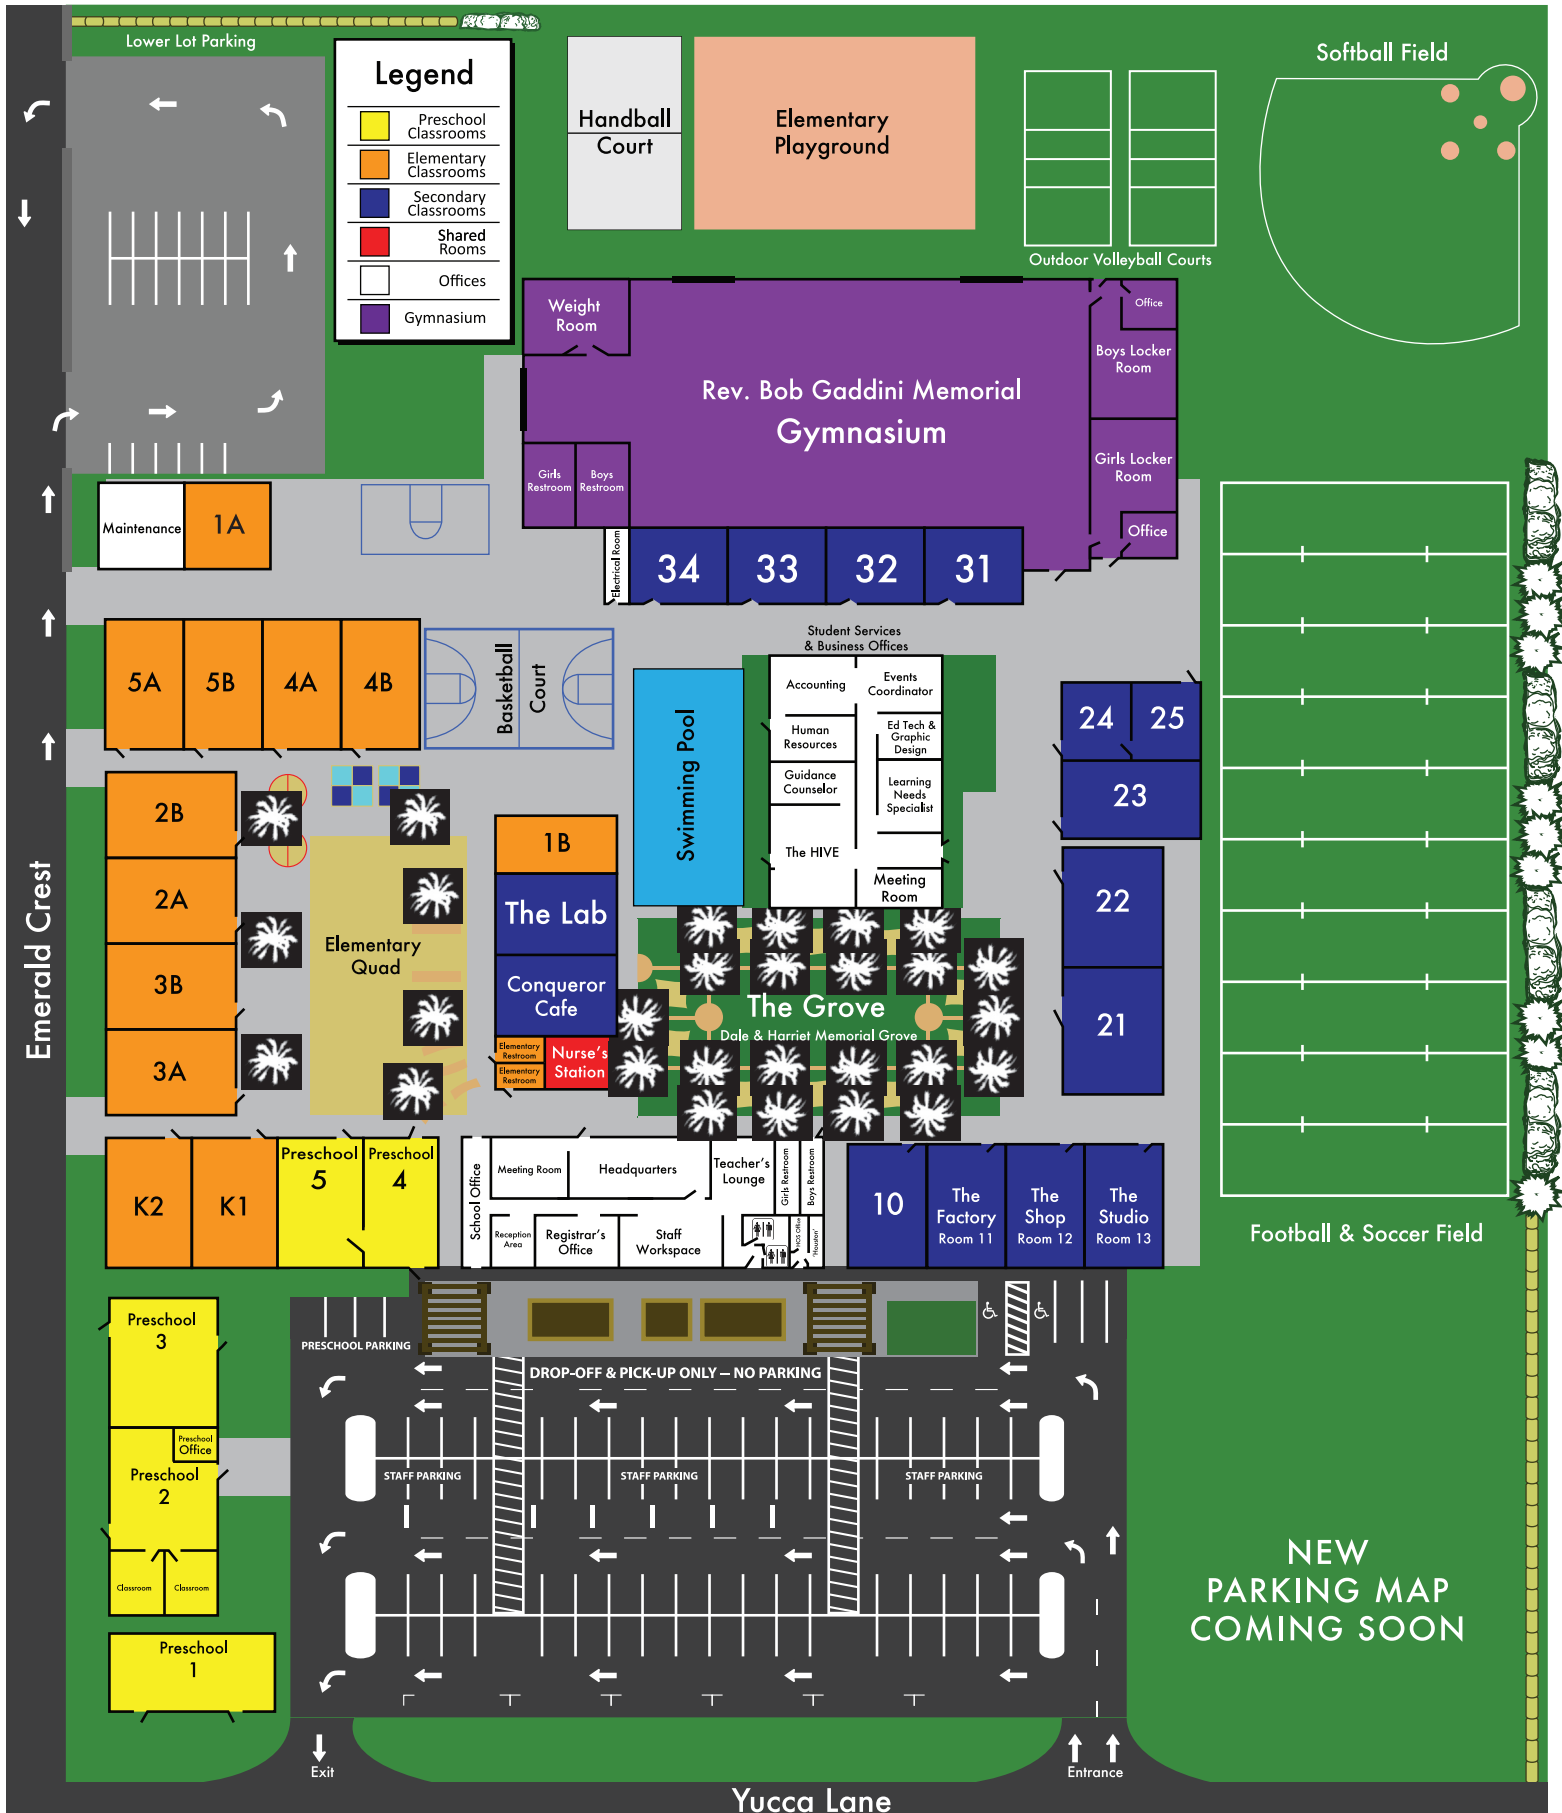 Lower Lot Parking
Legend
Preschool
Classrooms
Elementary
Classrooms
Secondary
Classrooms
Shared
Rooms
Offices
Gymnasium
Handball
Court
Elementary
Playground
Softball Field
Outdoor Volleyball Courts
Weight
Room
Office
Boys Locker
Room
Rev. Bob Gaddini Memorial
Gymnasium
Girls
Restroom
Boys
Restroom
Girls Locker
Room
Office
Maintenance
1A
Electrical Room
34
33
32
31
5A
5B
4A
4B
Basketball
Court
Swimming Pool
Student Services
& Business Offices
Accounting
Events
Coordinator
Human
Resources
Ed Tech &
Graphic
Design
Guidance
Counselor
Learning
Needs
Specialist
The HIVE
Meeting
Room
24
25
23
22
21
2B
2A
3B
3A
Emerald Crest
Elementary
Quad
1B
The Lab
Conqueror
Cafe
Elementary
Restroom
Elementary
Restroom
Nurse's
Station
The Grove
Dale & Harriet Memorial Grove
K2
K1
Preschool
5
Preschool
4
School Office
Meeting Room
Headquarters
Teacher's
Lounge
Girls Restroom
Boys Restroom
Reception
Area
Registrar's
Office
Staff
Workspace
HOS Office
'Houston'
10
The
Factory
Room 11
The
Shop
Room 12
The
Studio
Room 13
Football & Soccer Field
Preschool
3
Preschool
Office
Preschool
2
Classroom
Classroom
Preschool
1
PRESCHOOL PARKING
DROP-OFF & PICK-UP ONLY – NO PARKING
STAFF PARKING
STAFF PARKING
STAFF PARKING
NEW
PARKING MAP
COMING SOON
Exit
Entrance
Yucca Lane